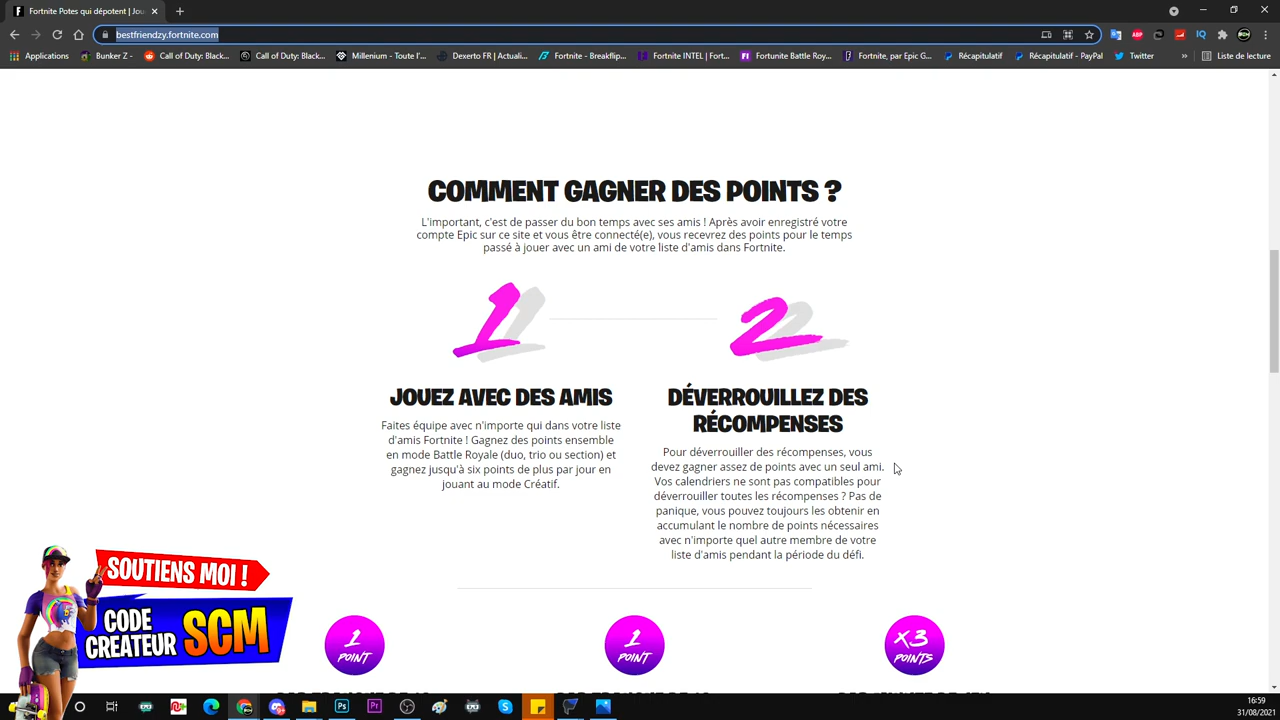 Fortnite Potes qui dépotent | Jou
bestfriendzy.fortnite.com
Applications
Bunker Z -
Call of Duty: Black...
Call of Duty: Black...
Millenium - Toute l'...
Dexerto FR | Actuali...
Fortnite - Breakflip...
Fortnite INTEL | Fort...
Fortunite Battle Roy...
Fortnite, par Epic G...
Récapitulatif
Récapitulatif - PayPal
Twitter
»
Liste de lecture
COMMENT GAGNER DES POINTS ?
L'important, c'est de passer du bon temps avec ses amis ! Après avoir enregistré votre
compte Epic sur ce site et vous être connecté(e), vous recevrez des points pour le temps
passé à jouer avec un ami de votre liste d'amis dans Fortnite.
1
2
JOUEZ AVEC DES AMIS
Faites équipe avec n'importe qui dans votre liste
d'amis Fortnite ! Gagnez des points ensemble
en mode Battle Royale (duo, trio ou section) et
gagnez jusqu'à six points de plus par jour en
jouant au mode Créatif.
DÉVERROUILLEZ DES
RÉCOMPENSES
Pour déverrouiller des récompenses, vous
devez gagner assez de points avec un seul ami.
Vos calendriers ne sont pas compatibles pour
déverrouiller toutes les récompenses ? Pas de
panique, vous pouvez toujours les obtenir en
accumulant le nombre de points nécessaires
avec n'importe quel autre membre de votre
liste d'amis pendant la période du défi.
SOUTIENS MOI !
CODE
CREATEUR SCM
1
POINT
1
POINT
X3
POINTS
16:59
31/08/2021